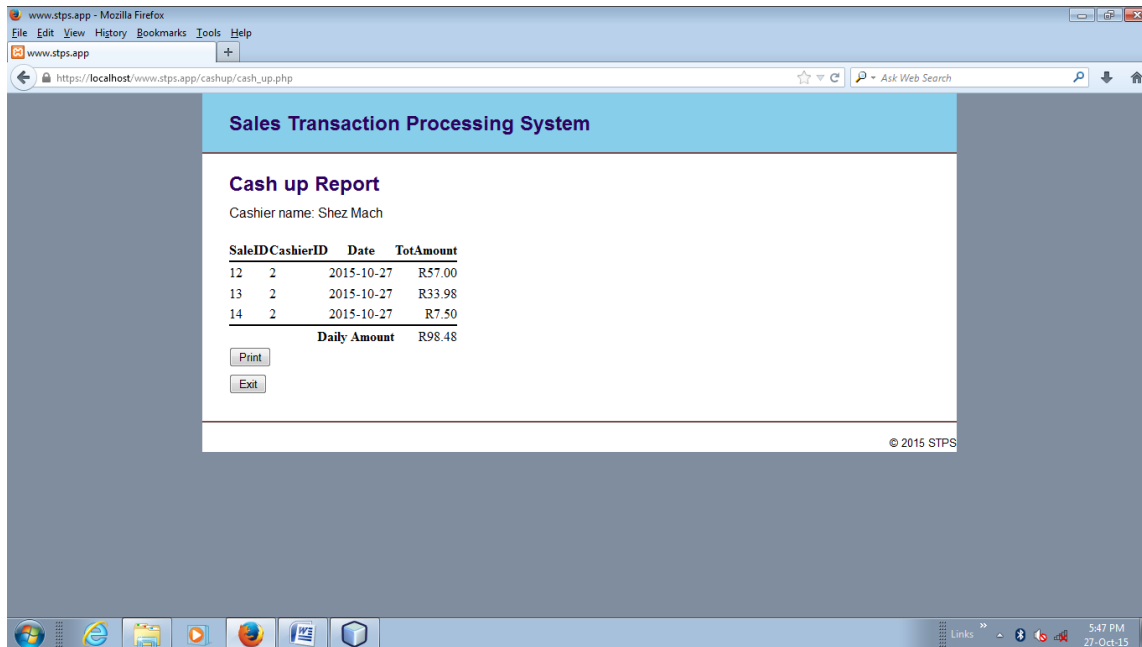 www.stps.app - Mozilla Firefox
File Edit View History Bookmarks Tools Help
www.stps.app +
https://localhost/www.stps.app/cashup/cash_up.php Ask Web Search
Sales Transaction Processing System
Cash up Report
Cashier name: Shez Mach
SaleID CashierID Date TotAmount
12 2 2015-10-27 R57.00
13 2 2015-10-27 R33.98
14 2 2015-10-27 R7.50
Daily Amount R98.48
Print
Exit
© 2015 STPS
Links » 5:47 PM
27-Oct-15